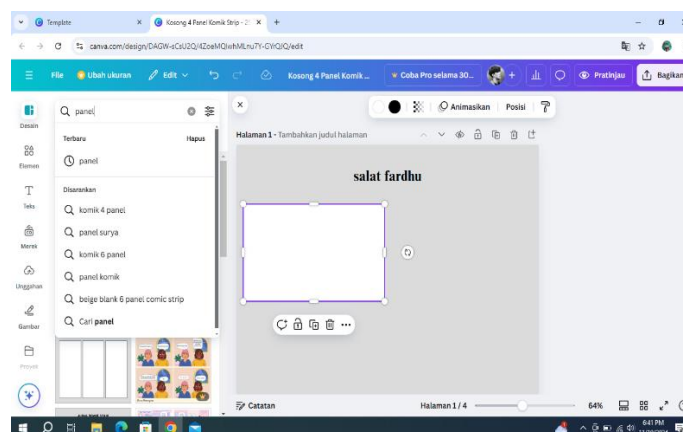 Template
Kosong 4 Panel Komik Strip - 2
canva.com/design/DAGW-sCsU2Q/4ZoeMQlwhMLnu7Y-GYrQIQ/edit
File
Ubah ukuran
Edit
Kosong 4 Panel Komik ...
Coba Pro selama 30...
Pratinjau
Bagikan
Desain
Elemen
Teks
Merek
Unggahan
Gambar
Proyek
panel
Terbaru
Hapus
panel
Disarankan
komik 4 panel
panel surya
komik 6 panel
panel komik
beige blank 6 panel comic strip
Cari panel
Animasikan
Posisi
Halaman 1 - Tambahkan judul halaman
salat fardhu
Catatan
Halaman 1 / 4
64%
6:41 PM